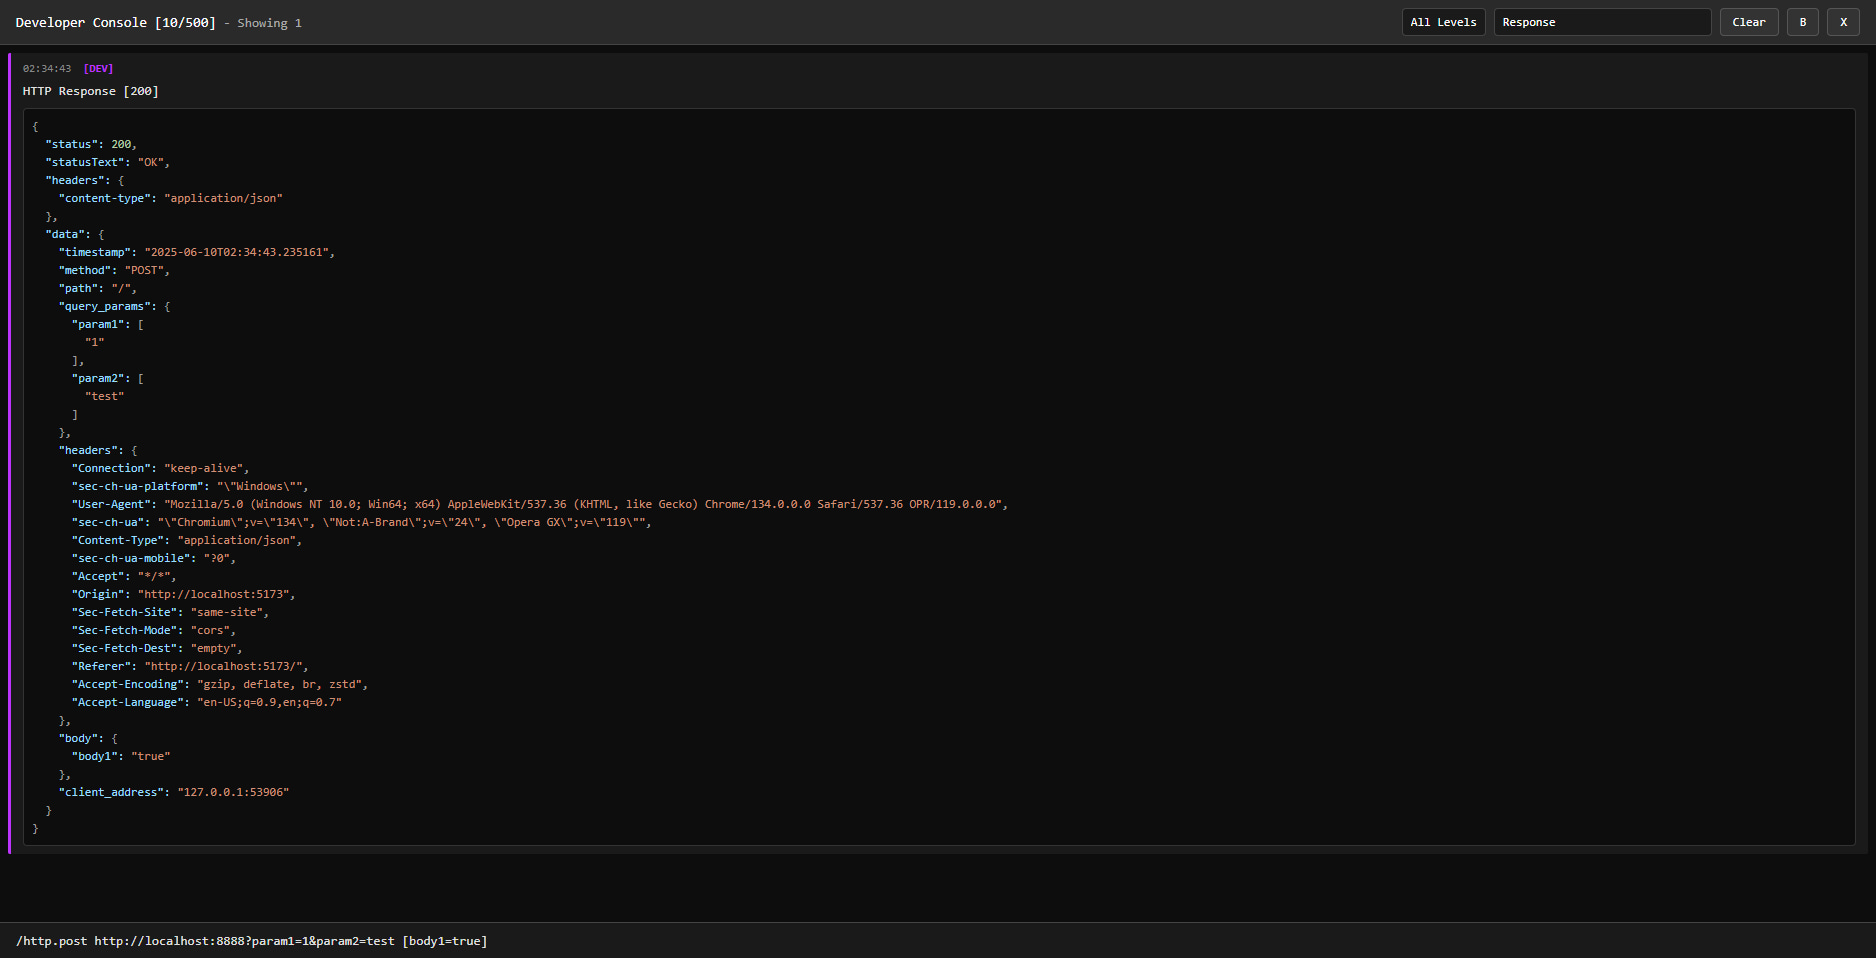 Developer Console [10/500] - Showing 1
All Levels
Response
Clear
B
X
02:34:43 [DEV]
HTTP Response [200]
{
  "status": 200,
  "statusText": "OK",
  "headers": {
    "content-type": "application/json"
  },
  "data": {
    "timestamp": "2025-06-10T02:34:43.235161",
    "method": "POST",
    "path": "/",
    "query_params": {
      "param1": [
        "1"
      ],
      "param2": [
        "test"
      ]
    },
    "headers": {
      "Connection": "keep-alive",
      "sec-ch-ua-platform": "\"Windows\"",
      "User-Agent": "Mozilla/5.0 (Windows NT 10.0; Win64; x64) AppleWebKit/537.36 (KHTML, like Gecko) Chrome/134.0.0.0 Safari/537.36 OPR/119.0.0.0",
      "sec-ch-ua": "\"Chromium\";v=\"134\", \"Not:A-Brand\";v=\"24\", \"Opera GX\";v=\"119\"",
      "Content-Type": "application/json",
      "sec-ch-ua-mobile": "?0",
      "Accept": "*/*",
      "Origin": "http://localhost:5173",
      "Sec-Fetch-Site": "same-site",
      "Sec-Fetch-Mode": "cors",
      "Sec-Fetch-Dest": "empty",
      "Referer": "http://localhost:5173/",
      "Accept-Encoding": "gzip, deflate, br, zstd",
      "Accept-Language": "en-US;q=0.9,en;q=0.7"
    },
    "body": {
      "body1": "true"
    },
    "client_address": "127.0.0.1:53906"
  }
}
/http.post http://localhost:8888?param1=1&param2=test [body1=true]